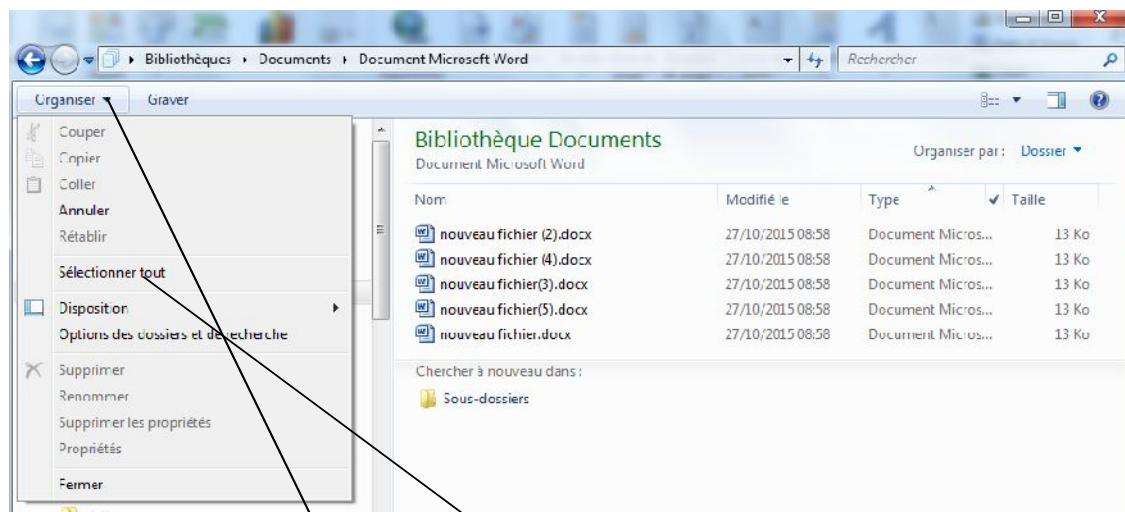 Bibliothèques Documents Document Microsoft Word Rechercher
Organiser Graver
Couper
Copier
Coller
Annuler
Rétablir
Sélectionner tout
Disposition
Options des dossiers et de recherche
Supprimer
Renommer
Supprimer les propriétés
Propriétés
Fermer
Bibliothèque Documents
Document Microsoft Word
Organiser par : Dossier
Nom Modifié le Type Taille
nouveau fichier (2).docx 27/10/2015 08:58 Document Micros... 13 Ko
nouveau fichier (4).docx 27/10/2015 08:58 Document Micros... 13 Ko
nouveau fichier(3).docx 27/10/2015 08:58 Document Micros... 13 Ko
nouveau fichier(5).docx 27/10/2015 08:58 Document Micros... 13 Ko
nouveau fichier.docx 27/10/2015 08:58 Document Micros... 13 Ko
Chercher à nouveau dans :
Sous-dossiers